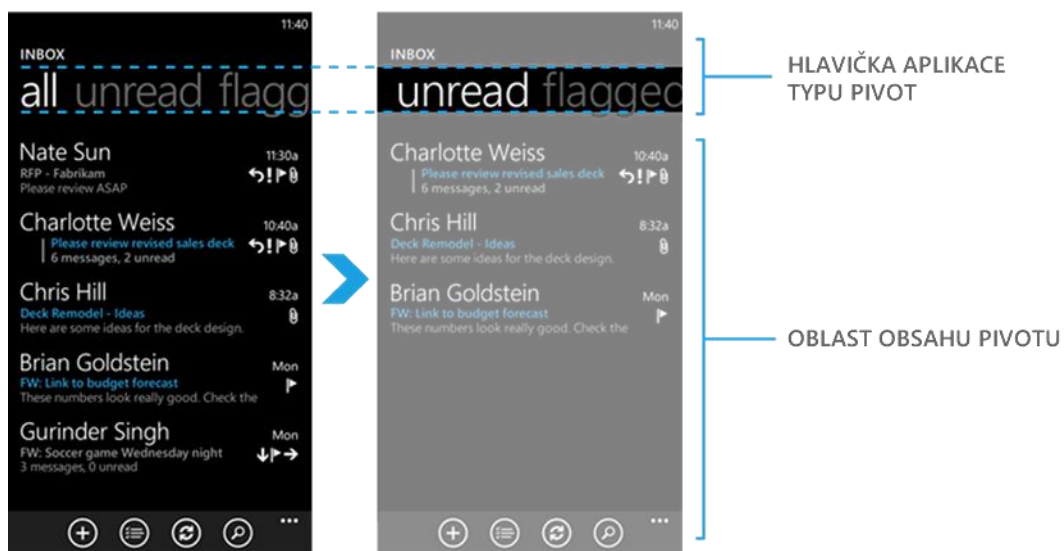 11:40
INBOX
all unread flagg
Nate Sun
11:30a
RFP - Fabrikam
Please review ASAP
Charlotte Weiss
10:40a
Please review revised sales deck
6 messages, 2 unread
Chris Hill
8:32a
Deck Remodel - Ideas
Here are some ideas for the deck design.
Brian Goldstein
Mon
FW: Link to budget forecast
These numbers look really good. Check the
Gurinder Singh
Mon
FW: Soccer game Wednesday night
3 messages, 0 unread
11:40
INBOX
unread flagged
Charlotte Weiss
10:40a
Please review revised sales deck
6 messages, 2 unread
Chris Hill
8:32a
Deck Remodel - Ideas
Here are some ideas for the deck design.
Brian Goldstein
Mon
FW: Link to budget forecast
These numbers look really good. Check the
HLAVIČKA APLIKACE
TYPU PIVOT
OBLAST OBSAHU PIVOTU